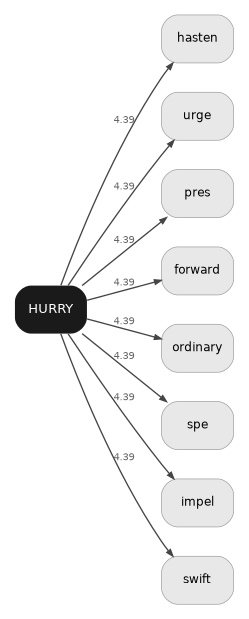 hasten
4.39
urge
4.39
pres
4.39
forward
4.39
HURRY
4.39
ordinary
4.39
spe
4.39
impel
4.39
swift